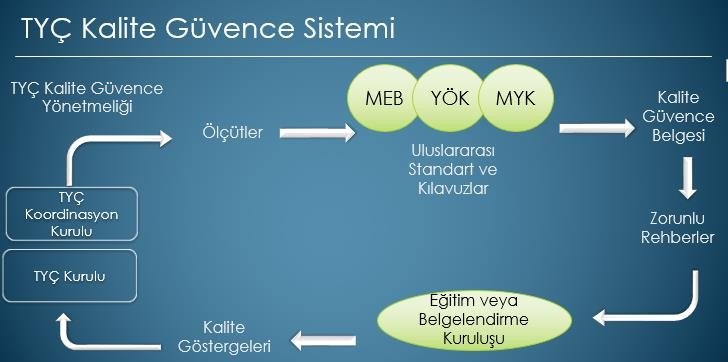 TYÇ Kalite Güvence Sistemi
TYÇ Kalite Güvence
Yönetmeliği
Ölçütler
MEB
YÖK
MYK
Uluslararası
Standart ve
Kılavuzlar
Kalite
Güvence
Belgesi
Zorunlu
Rehberler
Eğitim veya
Belgelendirme
Kuruluşu
Kalite
Göstergeleri
TYÇ Kurulu
TYÇ
Koordinasyon
Kurulu